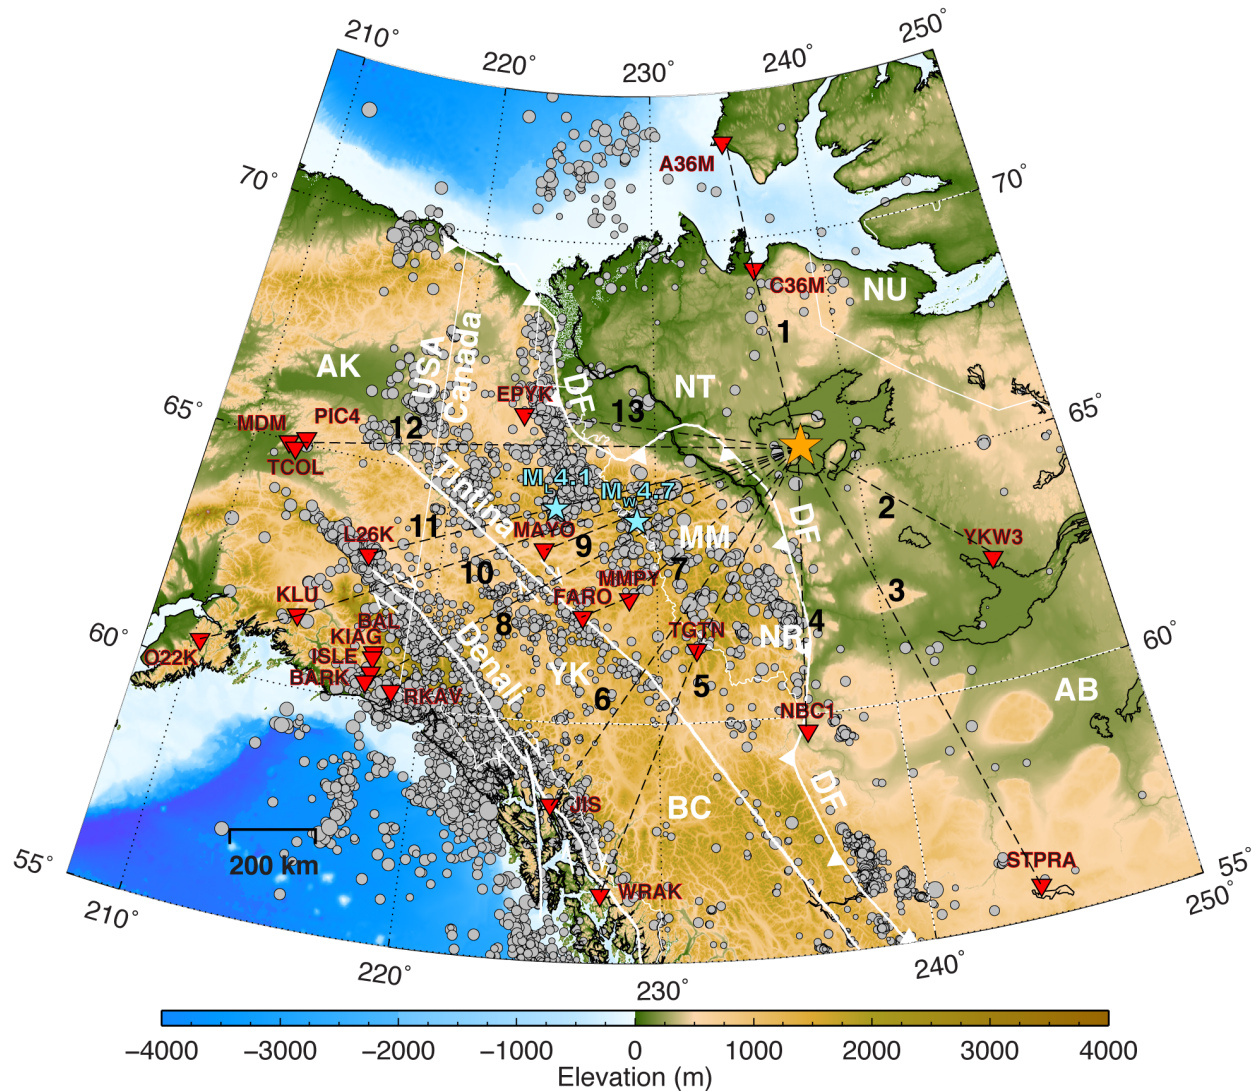 210°
220°
230°
240°
250°
70°
70°
65°
65°
60°
60°
55°
55°
210°
220°
230°
240°
250°
A36M
C36M
NU
1
AK
USA
Canada
EPYK
DF
NT
13
MDM
PIC4
TCOL
12
Tintina
ML4.1
MW4.7
2
YKW3
DF
MM
L26K
11
MAYO
9
7
3
10
MMPY
FARO
KLU
BAL
KIAG
ISLE
BARK
RKAV
O22K
8
Denali
TGTN
NR
4
YK
6
5
AB
NBC1
DF
JIS
BC
200 km
WRAK
STPRA
−4000
−3000
−2000
−1000
0
1000
2000
3000
4000
Elevation (m)